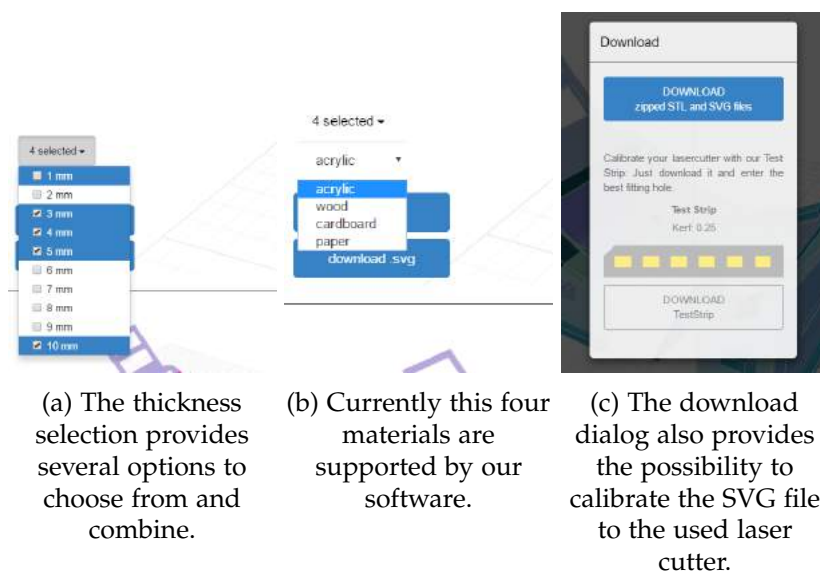 4 selected
1 mm
2 mm
3 mm
4 mm
5 mm
6 mm
7 mm
8 mm
9 mm
10 mm
(a) The thickness
selection provides
several options to
choose from and
combine.
4 selected
acrylic
acrylic
wood
cardboard
paper
download .svg
(b) Currently this four
materials are
supported by our
software.
Download
DOWNLOAD
zipped STL and SVG files
Calibrate your lasercutter with our Test
Strip: Just download it and enter the
best fitting hole.
Test Strip
Kerf: 0.25
DOWNLOAD
TestStrip
(c) The download
dialog also provides
the possibility to
calibrate the SVG file
to the used laser
cutter.